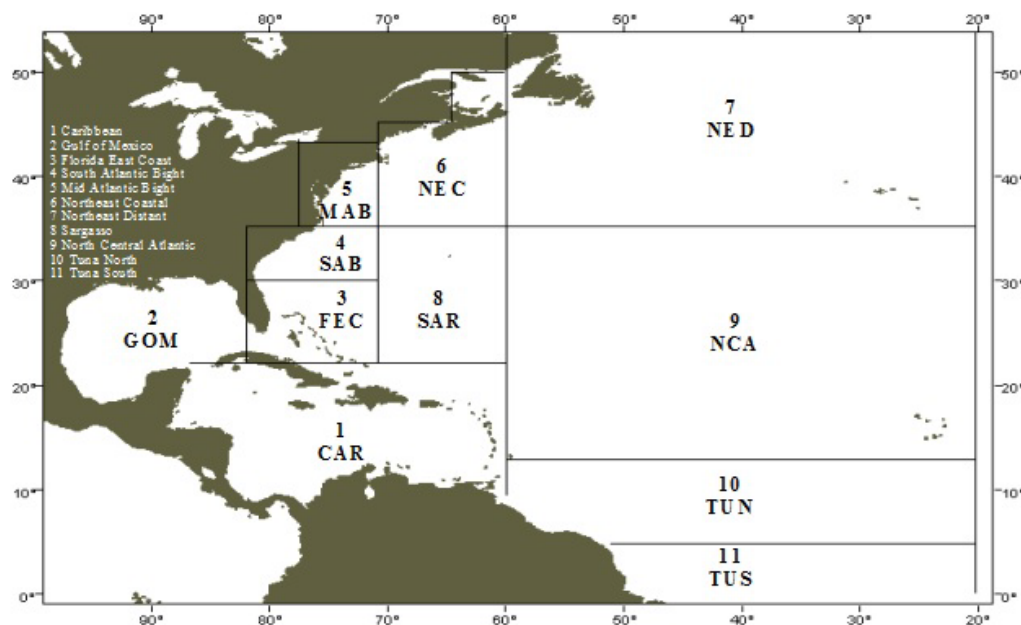 90° 80° 70° 60° 50° 40° 30° 20°
50° 50°
7
NED
1 Caribbean
2 Gulf of Mexico
3 Florida East Coast
4 South Atlantic Bight
5 Mid Atlantic Bight
6 Northeast Coastal
7 Northeast Distant
8 Sargasso
9 North Central Atlantic
10 Tuna North
11 Tuna South
6
NEC
40° 40°
5
MAB
4
SAB
30° 30°
3
FEC
8
SAR
2
GOM
9
NCA
20° 20°
1
CAR
10° 10°
10
TUN
11
TUS
0° 0°
90° 80° 70° 60° 50° 40° 30° 20°